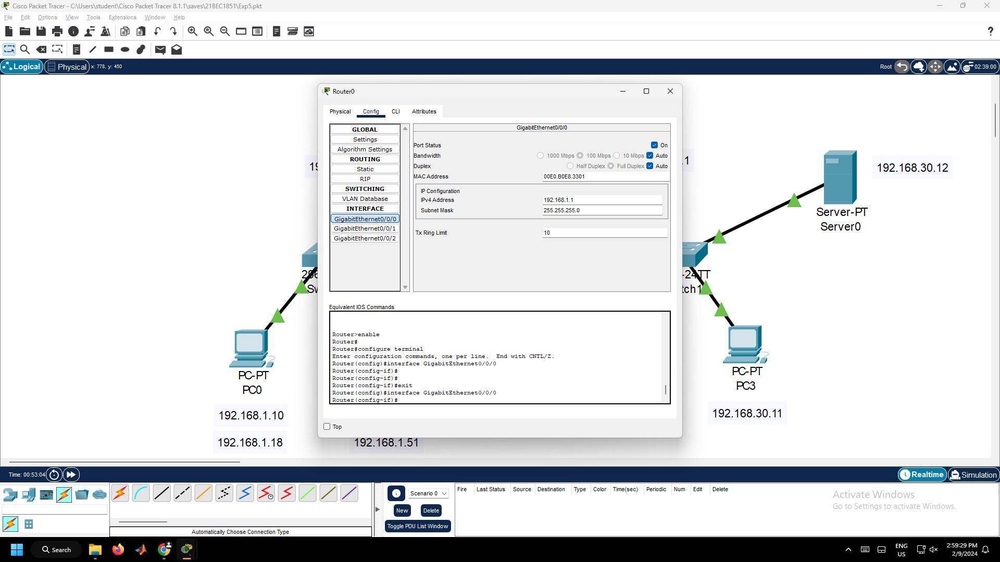 Cisco Packet Tracer - C:\Users\student\Cisco Packet Tracer 8.1.1\saves\21BEC1851\Exp5.pkt
File Edit Options View Tools Extensions Window Help
?
Logical Physical x: 778, y: 450 Root 02:39:00
Router0
Physical Config CLI Attributes
GLOBAL
Settings
Algorithm Settings
ROUTING
Static
RIP
SWITCHING
VLAN Database
INTERFACE
GigabitEthernet0/0/0
GigabitEthernet0/0/1
GigabitEthernet0/0/2
GigabitEthernet0/0/0
Port Status On
Bandwidth 1000 Mbps 100 Mbps 10 Mbps Auto
Duplex Half Duplex Full Duplex Auto
MAC Address 00E0.B0E8.3301
IP Configuration
IPv4 Address 192.168.1.1
Subnet Mask 255.255.255.0
Tx Ring Limit 10
Equivalent IOS Commands
Router>enable
Router#
Router#configure terminal
Enter configuration commands, one per line. End with CNTL/Z.
Router(config)#interface GigabitEthernet0/0/0
Router(config-if)#
Router(config-if)#
Router(config-if)#exit
Router(config)#interface GigabitEthernet0/0/0
Router(config-if)#
Top
19
.1
192.168.30.12
Server-PT
Server0
296
Sw
-24TT
tch1
PC-PT
PC0
192.168.1.10
192.168.1.18
192.168.1.51
PC-PT
PC3
192.168.30.11
Time: 00:53:04 Realtime Simulation
Scenario 0
New Delete
Toggle PDU List Window
Fire Last Status Source Destination Type Color Time(sec) Periodic Num Edit Delete
Activate Windows
Go to Settings to activate Windows.
Automatically Choose Connection Type
Search
ENG
US
2:59:29 PM
2/9/2024